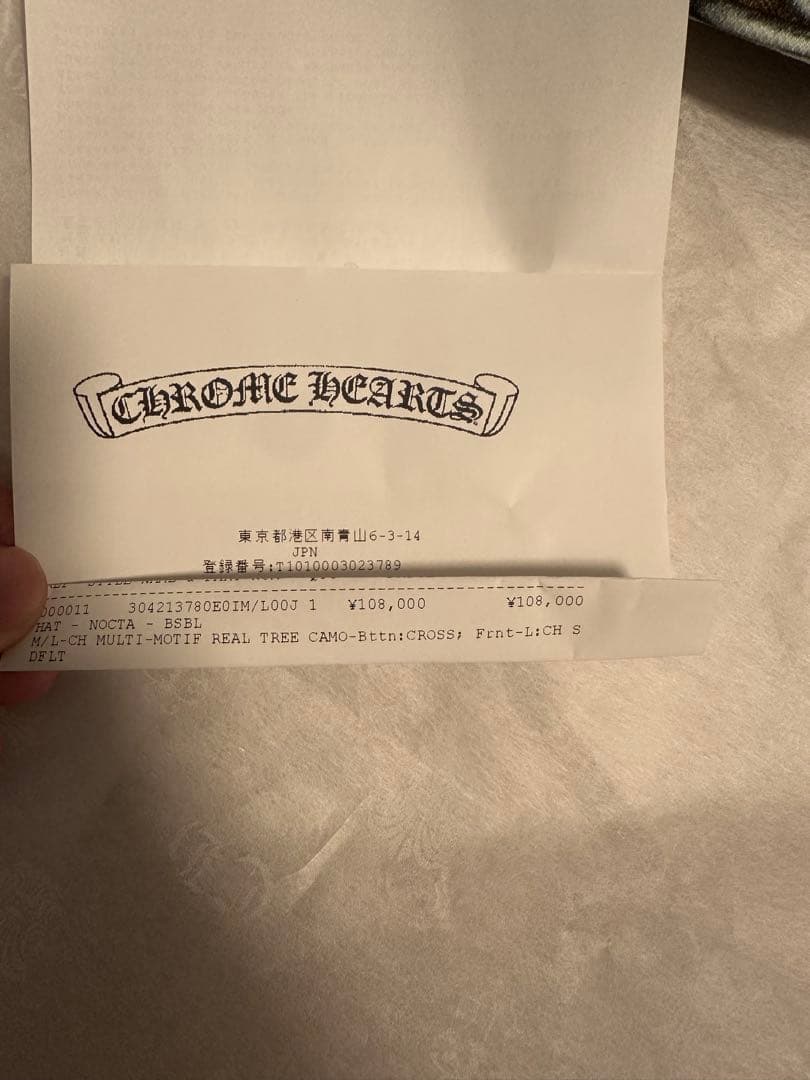 CHROME HEARTS
東京都港区南青山6-3-14
JPN
登録番号:T1010003023789
000011 304213780E0IM/L00J 1 ¥108,000 ¥108,000
HAT - NOCTA - BSBL
M/L-CH MULTI-MOTIF REAL TREE CAMO-Bttn:CROSS; Frnt-L:CH S
DFLT